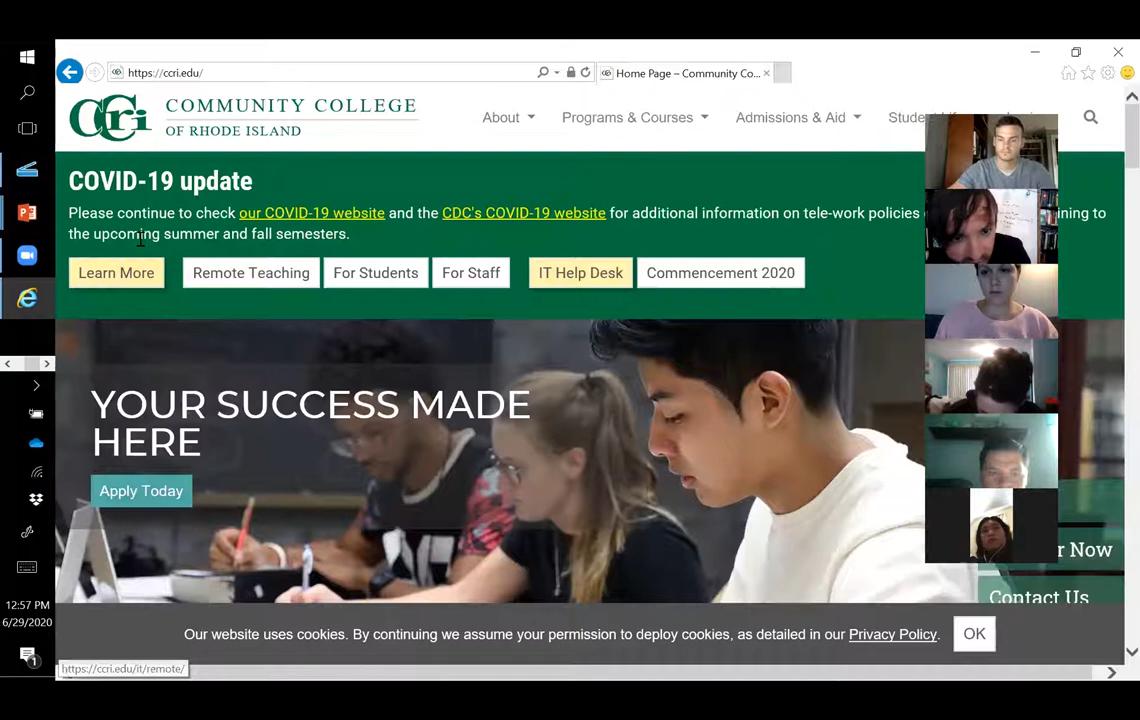 https://ccri.edu/
Home Page – Community Co...
CCRI
COMMUNITY COLLEGE
OF RHODE ISLAND
About
Programs & Courses
Admissions & Aid
COVID-19 update
Please continue to check our COVID-19 website and the CDC's COVID-19 website for additional information on tele-work policies
the upcoming summer and fall semesters.
Learn More
Remote Teaching
For Students
For Staff
IT Help Desk
Commencement 2020
YOUR SUCCESS MADE
HERE
Apply Today
Now
Contact Us
Our website uses cookies. By continuing we assume your permission to deploy cookies, as detailed in our Privacy Policy.
OK
12:57 PM
6/29/2020
1
https://ccri.edu/it/remote/